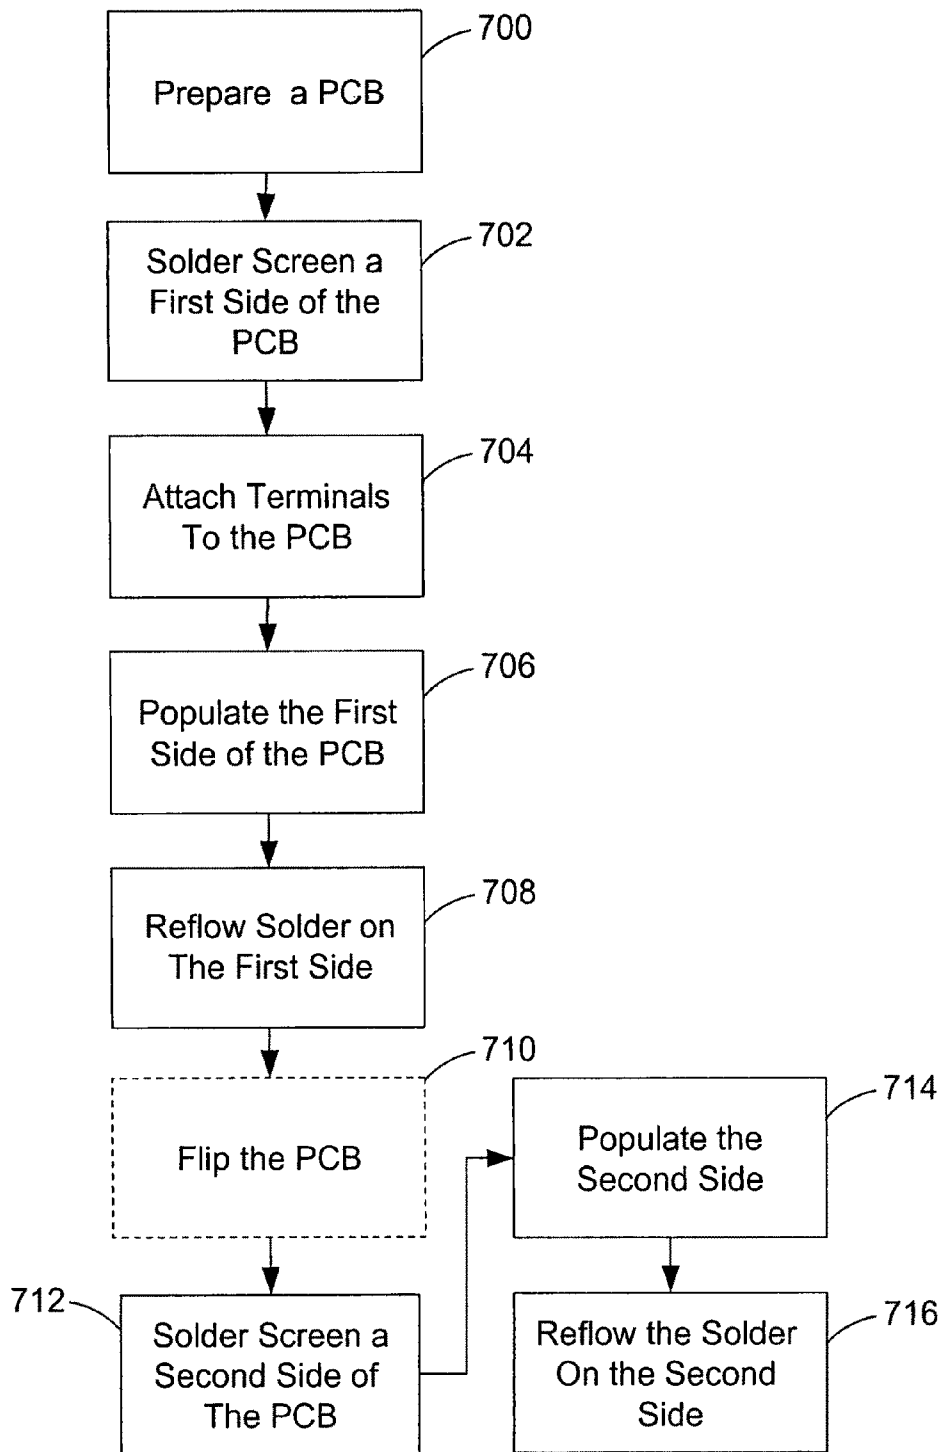 700
Prepare a PCB
702
Solder Screen a
First Side of the
PCB
704
Attach Terminals
To the PCB
706
Populate the First
Side of the PCB
708
Reflow Solder on
The First Side
710
Flip the PCB
712
Solder Screen a
Second Side of
The PCB
714
Populate the
Second Side
716
Reflow the Solder
On the Second
Side